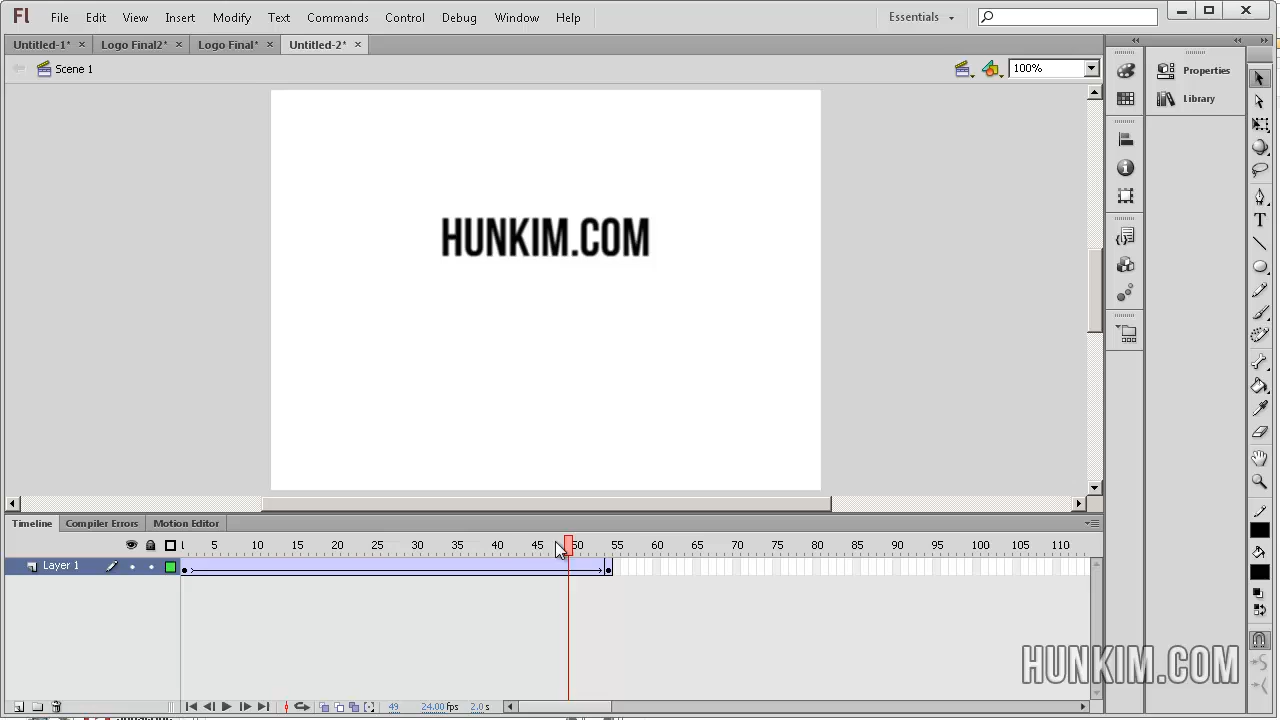 Fl File Edit View Insert Modify Text Commands Control Debug Window Help Essentials
Untitled-1* × Logo Final2* × Logo Final* × Untitled-2* ×
Scene 1 100%
Properties
Library
HUNKIM.COM
Timeline Compiler Errors Motion Editor
1 5 10 15 20 25 30 35 40 45 50 55 60 65 70 75 80 85 90 95 100 105 110
Layer 1
HUNKIM.COM
49 24.00 fps 2.0 s